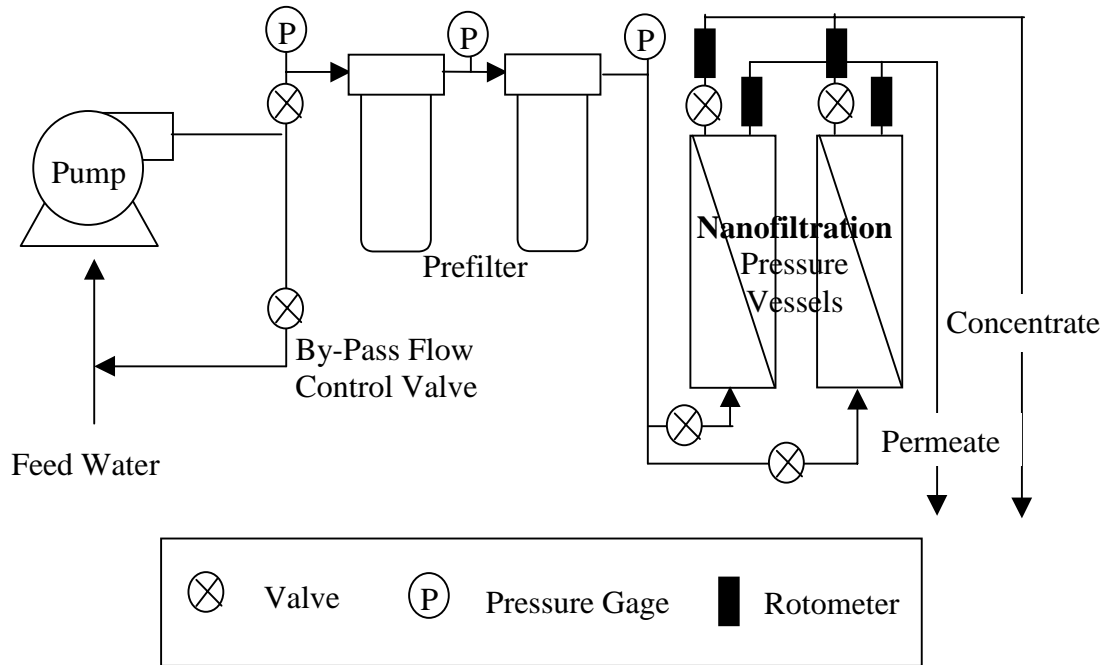 P
P
P
Pump
Nanofiltration
Pressure
Vessels
Prefilter
Concentrate
By-Pass Flow
Control Valve
Permeate
Feed Water
Valve
P
Pressure Gage
Rotometer